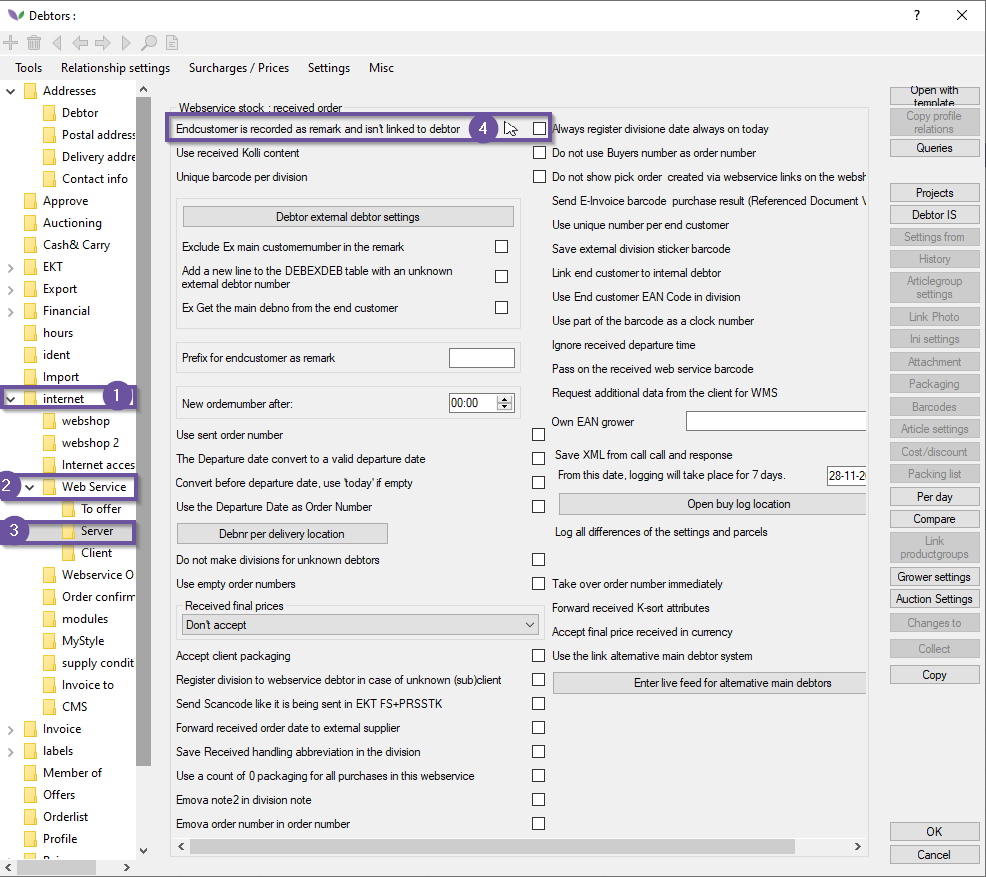 Debtors :
?
Tools Relationship settings Surcharges / Prices Settings Misc
Addresses
Debtor
Postal address
Delivery addre
Contact info
Approve
Auctioning
Cash& Carry
EKT
Export
Financial
hours
ident
Import
internet 1
webshop
webshop 2
Internet acces
2 Web Service
To offer
3 Server
Client
Webservice O
Order confirm
modules
MyStyle
supply condit
Invoice to
CMS
Invoice
labels
Member of
Offers
Orderlist
Profile
Webservice stock : received order
Endcustomer is recorded as remark and isn't linked to debtor 4
Use received Kolli content
Unique barcode per division
Debtor external debtor settings
Exclude Ex main customernumber in the remark
Add a new line to the DEBEXDEB table with an unknown
external debtor number
Ex Get the main debno from the end customer
Prefix for endcustomer as remark
New ordernumber after: 00:00
Use sent order number
The Departure date convert to a valid departure date
Convert before departure date, use 'today' if empty
Use the Departure Date as Order Number
Debnr per delivery location
Do not make divisions for unknown debtors
Use empty order numbers
Received final prices
Don't accept
Accept client packaging
Register division to webservice debtor in case of unknown (sub)client
Send Scancode like it is being sent in EKT FS+PRSSTK
Forward received order date to external supplier
Save Received handling abbreviation in the division
Use a count of 0 packaging for all purchases in this webservice
Emova note2 in division note
Emova order number in order number
Always register divisione date always on today
Do not use Buyers number as order number
Do not show pick order created via webservice links on the websh
Send E-Invoice barcode purchase result (Referenced Document V
Use unique number per end customer
Save external division sticker barcode
Link end customer to internal debtor
Use End customer EAN Code in division
Use part of the barcode as a clock number
Ignore received departure time
Pass on the received web service barcode
Request additional data from the client for WMS
Own EAN grower
Save XML from call call and response
From this date, logging will take place for 7 days. 28-11-20
Open buy log location
Log all differences of the settings and parcels
Take over order number immediately
Forward received K-sort attributes
Accept final price received in currency
Use the link alternative main debtor system
Enter live feed for alternative main debtors
Open with
template
Copy profile
relations
Queries
Projects
Debtor IS
Settings from
History
Articlegroup
settings
Link Photo
Ini settings
Attachment
Packaging
Barcodes
Article settings
Cost/discount
Packing list
Per day
Compare
Link
productgroups
Grower settings
Auction Settings
Changes to
Collect
Copy
OK
Cancel